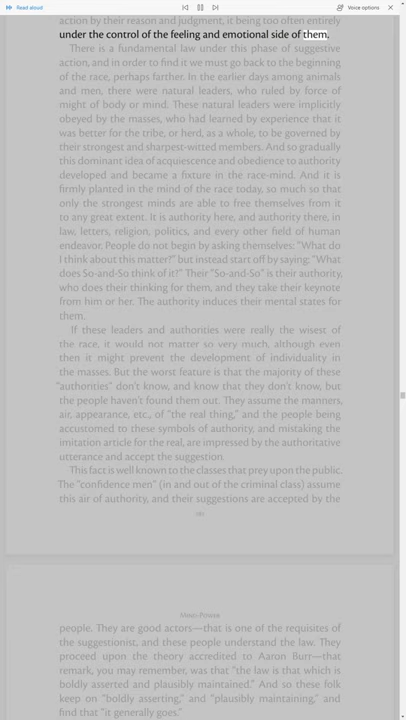 Read aloud
Voice options
action by their reason and judgment, it being too often entirely
under the control of the feeling and emotional side of them.
There is a fundamental law under this phase of suggestive
action, and in order to find it we must go back to the beginning
of the race, perhaps farther. In the earlier days among animals
and men, there were natural leaders, who ruled by force of
might of body or mind. These natural leaders were implicitly
obeyed by the masses, who had learned by experience that it
was better for the tribe, or herd, as a whole, to be governed by
their strongest and sharpest-witted members. And so gradually
this dominant idea of acquiescence and obedience to authority
developed and became a fixture in the race-mind. And it is
firmly planted in the mind of the race today, so much so that
only the strongest minds are able to free themselves from it
to any great extent. It is authority here, and authority there, in
law, letters, religion, politics, and every other field of human
endeavor. People do not begin by asking themselves: "What do
I think about this matter?" but instead start off by saying: "What
does So-and-So think of it?" Their "So-and-So" is their authority,
who does their thinking for them, and they take their keynote
from him or her. The authority induces their mental states for
them.
If these leaders and authorities were really the wisest of
the race, it would not matter so very much, although even
then it might prevent the development of individuality in
the masses. But the worst feature is that the majority of these
"authorities" don't know, and know that they don't know, but
the people haven't found them out. They assume the manners,
air, appearance, etc., of "the real thing," and the people being
accustomed to these symbols of authority, and mistaking the
imitation article for the real, are impressed by the authoritative
utterance and accept the suggestion.
This fact is well known to the classes that prey upon the public.
The "confidence men" (in and out of the criminal class) assume
this air of authority, and their suggestions are accepted by the
Mind-Power
people. They are good actors—that is one of the requisites of
the suggestionist, and these people understand the law. They
proceed upon the theory accredited to Aaron Burr—that
remark, you may remember, was that "the law is that which is
boldly asserted and plausibly maintained." And so these folk
keep on "boldly asserting," and "plausibly maintaining," and
find that "it generally goes."